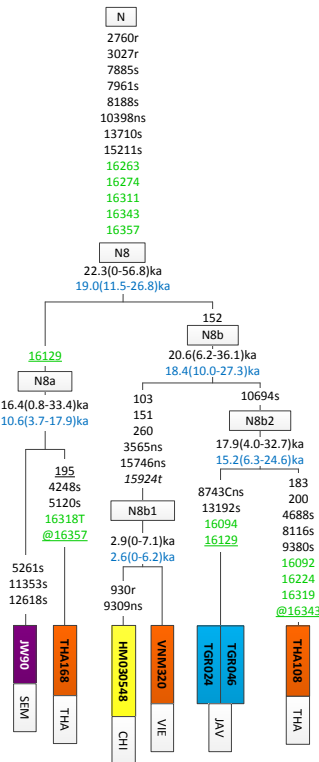 N
2760r
3027r
7885s
7961s
8188s
10398ns
13710s
15211s
16263
16274
16311
16343
16357
N8
22.3(0-56.8)ka
19.0(11.5-26.8)ka
16129
N8a
16.4(0.8-33.4)ka
10.6(3.7-17.9)ka
5261s
11353s
12618s
JW90
SEM
195
4248s
5120s
16318T
@16357
THA168
THA
152
N8b
20.6(6.2-36.1)ka
18.4(10.0-27.3)ka
103
151
260
3565ns
15746ns
15924t
N8b1
2.9(0-7.1)ka
2.6(0-6.2)ka
930r
9309ns
HM030548
CHI
VNM320
VIE
10694s
N8b2
17.9(4.0-32.7)ka
15.2(6.3-24.6)ka
8743Cns
13192s
16094
16129
TGR024
TGR046
JAV
183
200
4688s
8116s
9380s
16092
16224
16319
@16343
THA108
THA